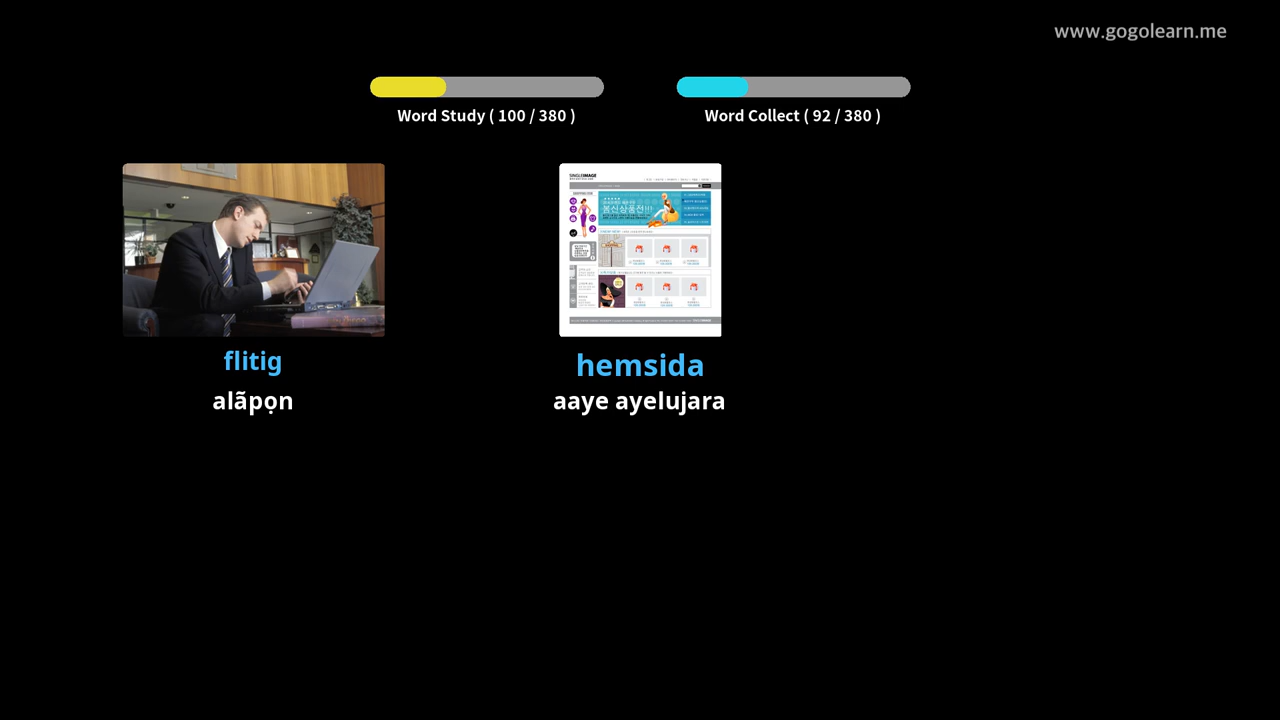 www.gogolearn.me
Word Study ( 100 / 380 )
Word Collect ( 92 / 380 )
flitig
alãpọn
hemsida
aaye ayelujara